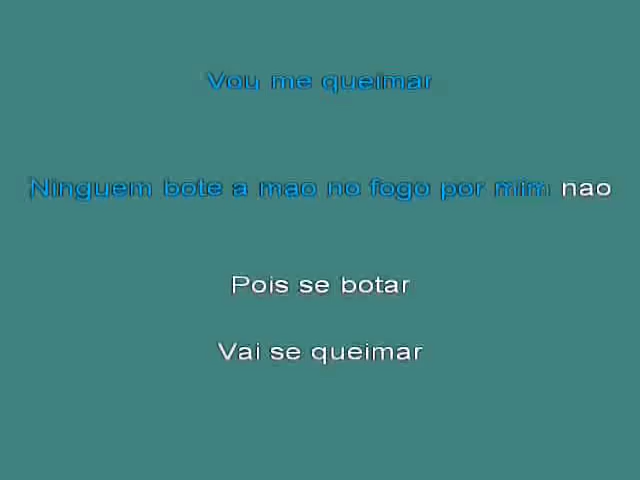 Vou me queimar
Ninguem bote a mao no fogo por mim nao
Pois se botar
Vai se queimar